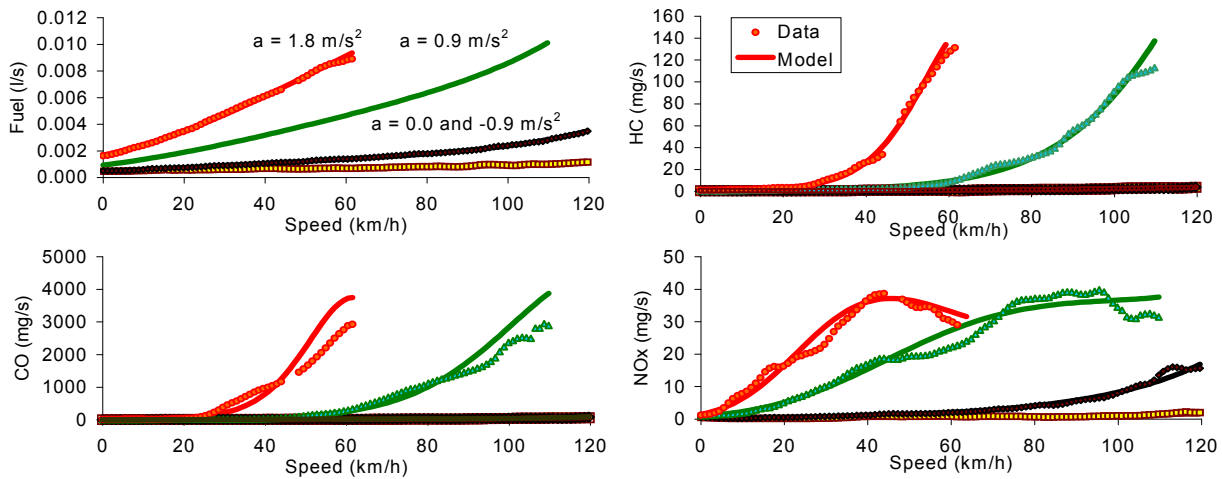 Fuel (l/s)
0.012
0.010
0.008
0.006
0.004
0.002
0.000
a = 1.8 m/s²
a = 0.9 m/s²
a = 0.0 and -0.9 m/s²
0 20 40 60 80 100 120
Speed (km/h)
HC (mg/s)
160
140
120
100
80
60
40
20
0
Data
Model
0 20 40 60 80 100 120
Speed (km/h)
CO (mg/s)
5000
4000
3000
2000
1000
0
0 20 40 60 80 100 120
Speed (km/h)
NOx (mg/s)
50
40
30
20
10
0
0 20 40 60 80 100 120
Speed (km/h)